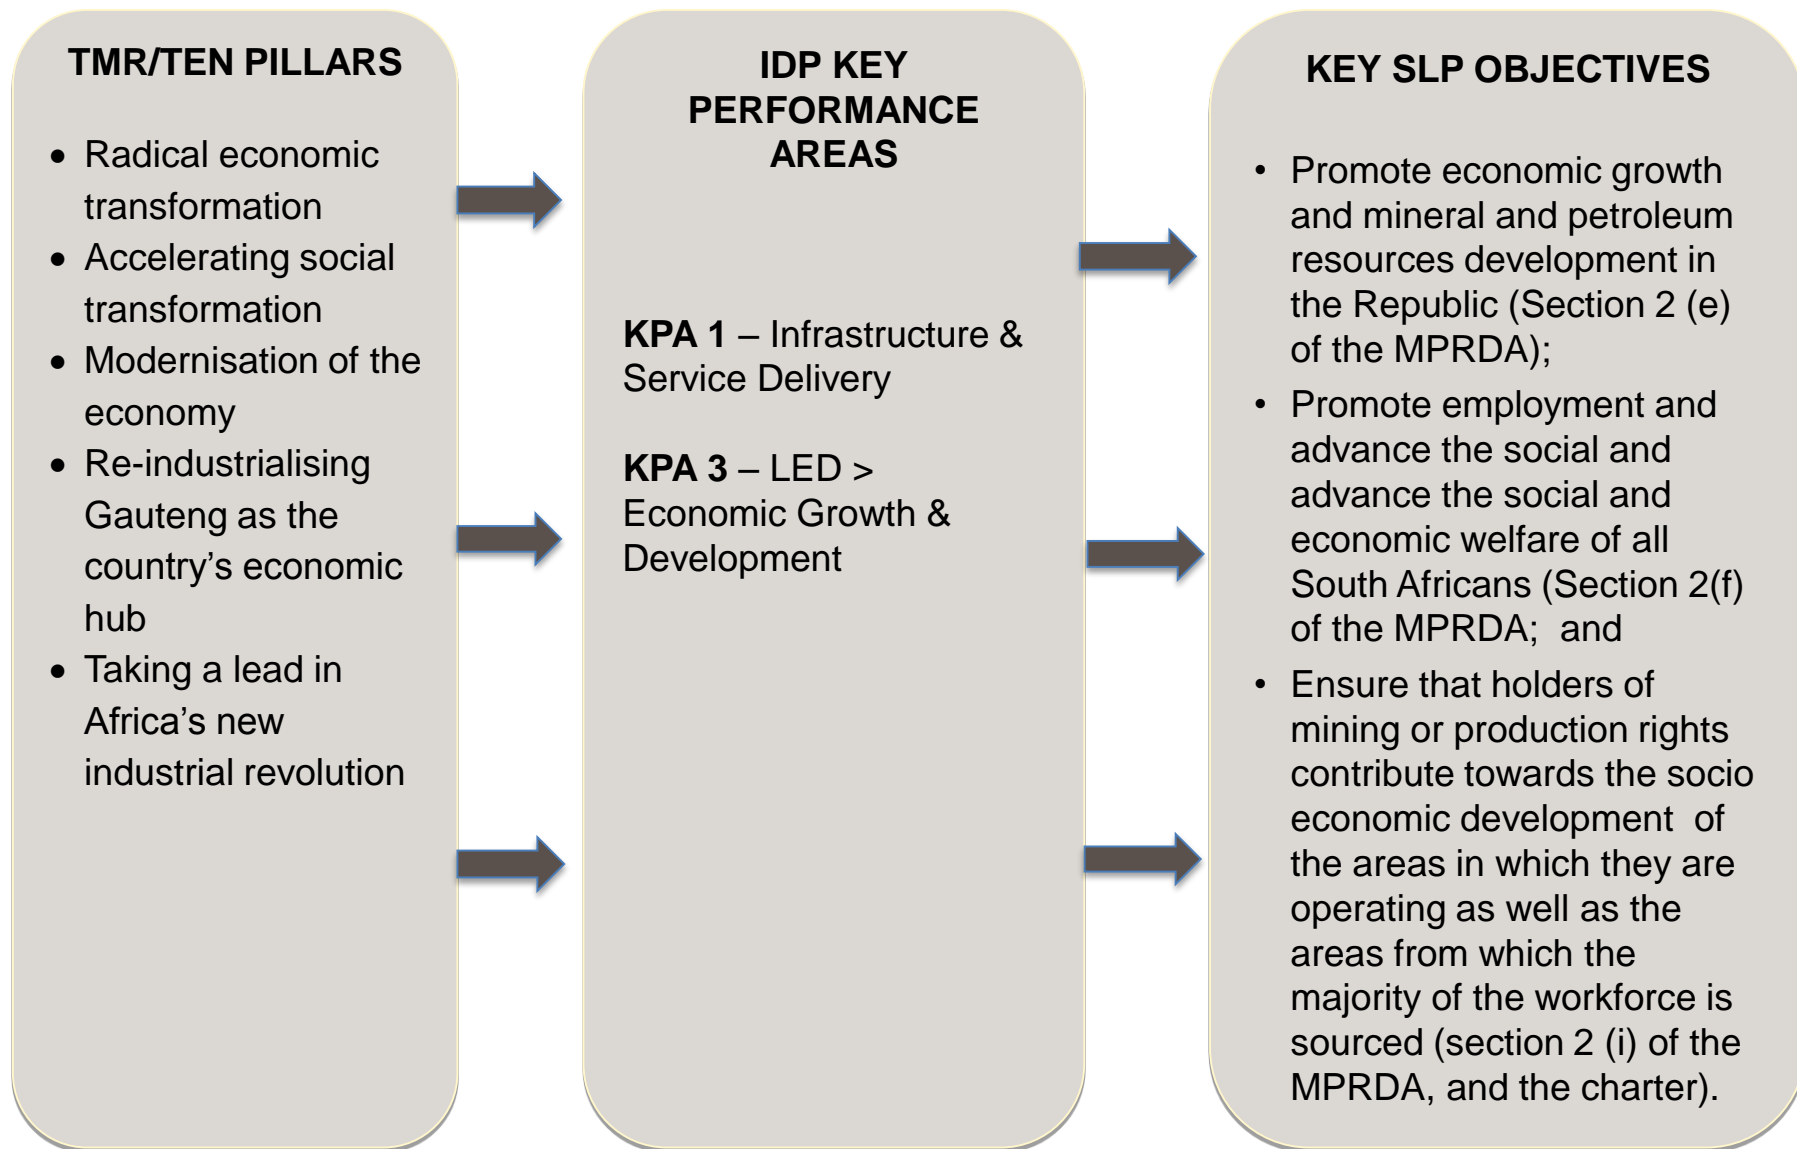 TMR/TEN PILLARS
• Radical economic
transformation
• Accelerating social
transformation
• Modernisation of the
economy
• Re-industrialising
Gauteng as the
country’s economic
hub
• Taking a lead in
Africa’s new
industrial revolution
IDP KEY
PERFORMANCE
AREAS
KPA 1 – Infrastructure &
Service Delivery
KPA 3 – LED >
Economic Growth &
Development
KEY SLP OBJECTIVES
• Promote economic growth
and mineral and petroleum
resources development in
the Republic (Section 2 (e)
of the MPRDA);
• Promote employment and
advance the social and
advance the social and
economic welfare of all
South Africans (Section 2(f)
of the MPRDA;  and
• Ensure that holders of
mining or production rights
contribute towards the socio
economic development  of
the areas in which they are
operating as well as the
areas from which the
majority of the workforce is
sourced (section 2 (i) of the
MPRDA, and the charter).